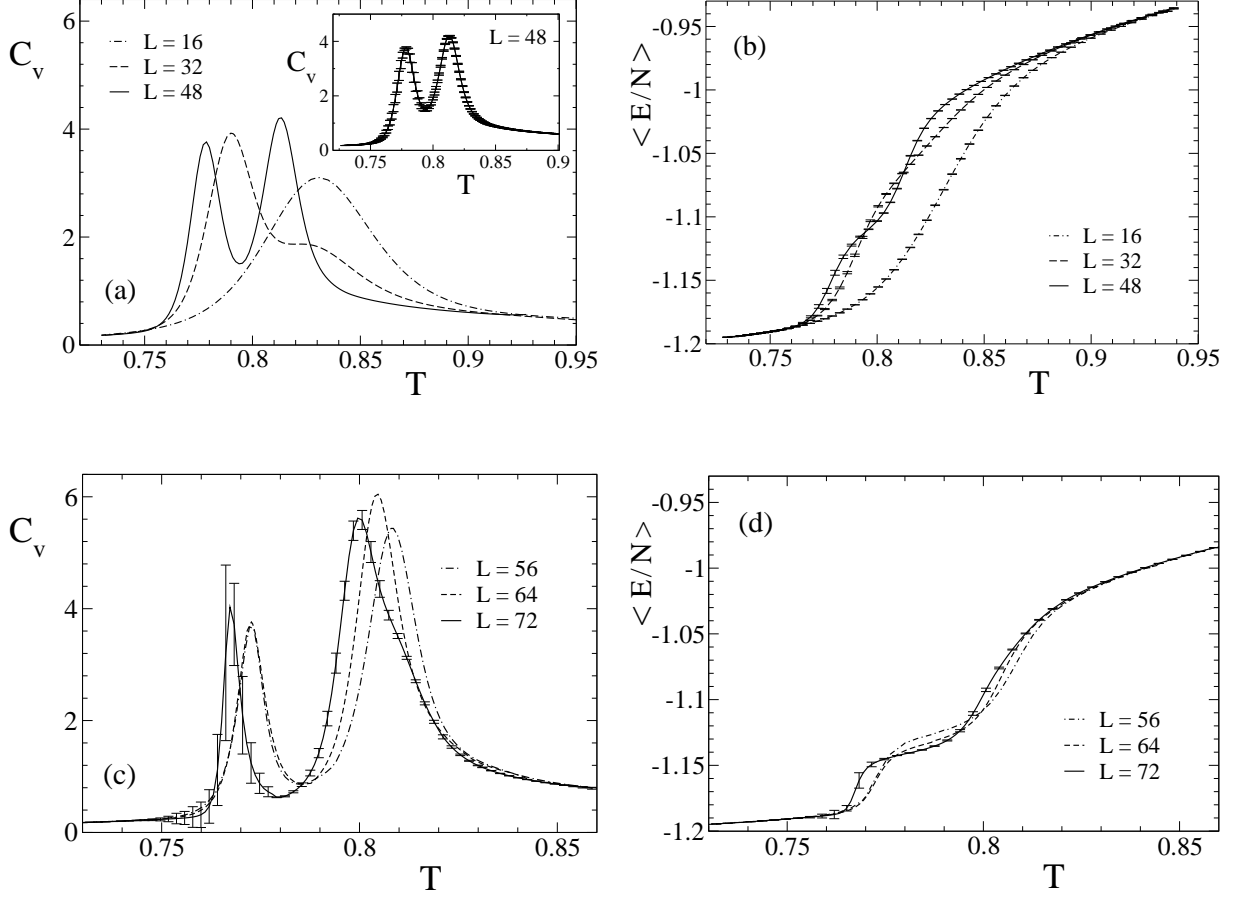 6
4
2
0
C_v
L = 16
L = 32
L = 48
(a)
0.75
0.8
0.85
0.9
0.95
T
4
2
0
C_v
L = 48
0.75
0.8
0.85
0.9
T
-0.95
-1
-1.05
-1.1
-1.15
-1.2
< E/N >
(b)
L = 16
L = 32
L = 48
0.75
0.8
0.85
0.9
0.95
T
6
4
2
0
C_v
L = 56
L = 64
L = 72
(c)
0.75
0.8
0.85
T
-0.95
-1
-1.05
-1.1
-1.15
-1.2
< E/N >
(d)
L = 56
L = 64
L = 72
0.75
0.8
0.85
T